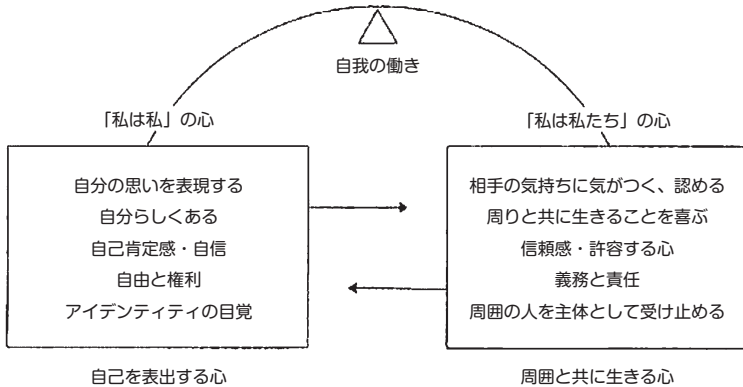 自我の働き
「私は私」の心
自分の思いを表現する
自分らしくある
自己肯定感・自信
自由と権利
アイデンティティの目覚
自己を表出する心
「私は私たち」の心
相手の気持ちに気がつく、認める
周りと共に生きることを喜ぶ
信頼感・許容する心
義務と責任
周囲の人を主体として受け止める
周囲と共に生きる心